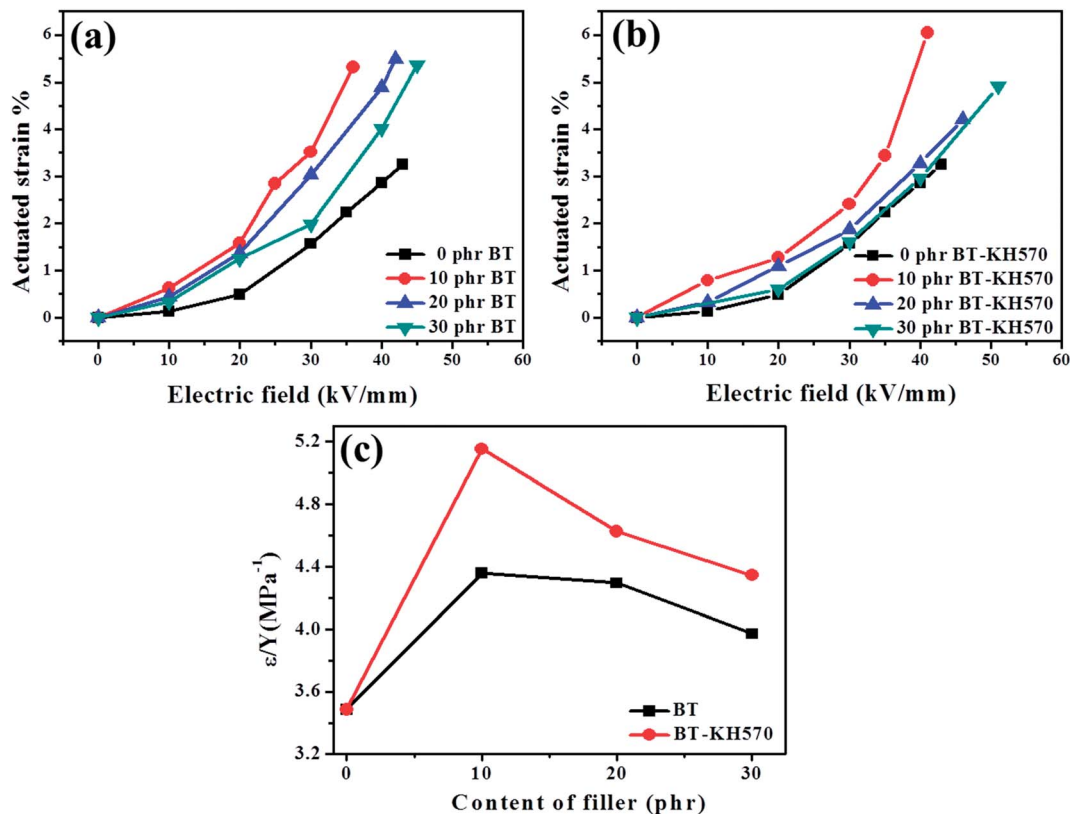 (a)
Actuated strain %
6
5
4
3
2
1
0
0 10 20 30 40 50 60
Electric field (kV/mm)
0 phr BT
10 phr BT
20 phr BT
30 phr BT
(b)
Actuated strain %
6
5
4
3
2
1
0
0 10 20 30 40 50 60
Electric field (kV/mm)
0 phr BT-KH570
10 phr BT-KH570
20 phr BT-KH570
30 phr BT-KH570
(c)
ε/Y(MPa⁻¹)
5.2
4.8
4.4
4.0
3.6
3.2
0 10 20 30
Content of filler (phr)
BT
BT-KH570